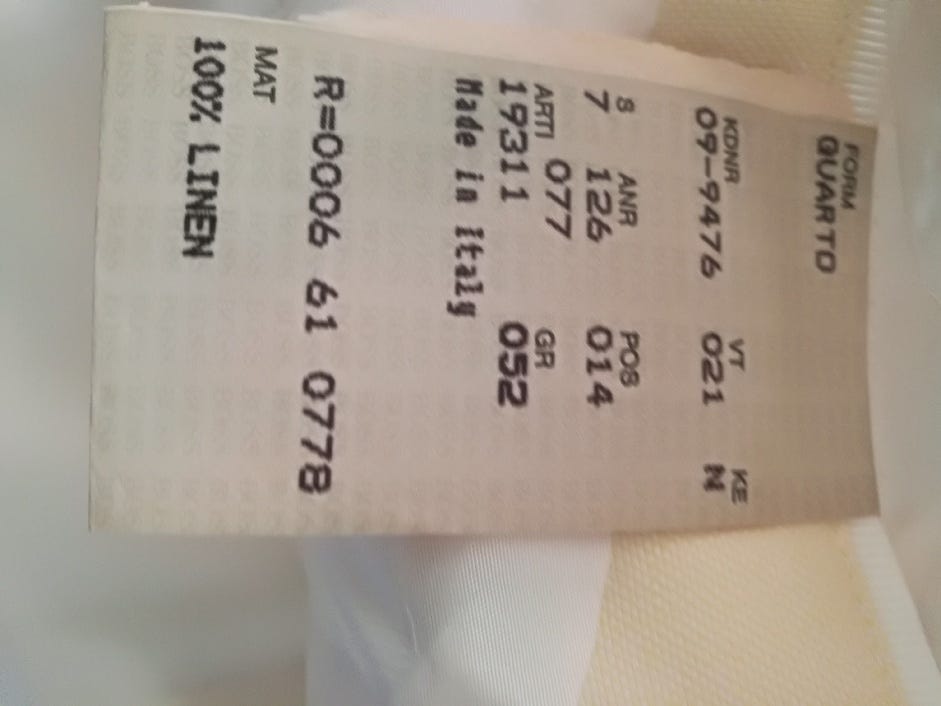 FORM
QUARTO
KDNR VT KE
09-9476 021 N
S ANR POS
7 126 014
ARTI 077 GR
19311 052
Made in Italy
R=0006 61 0778
MAT
100% LINEN